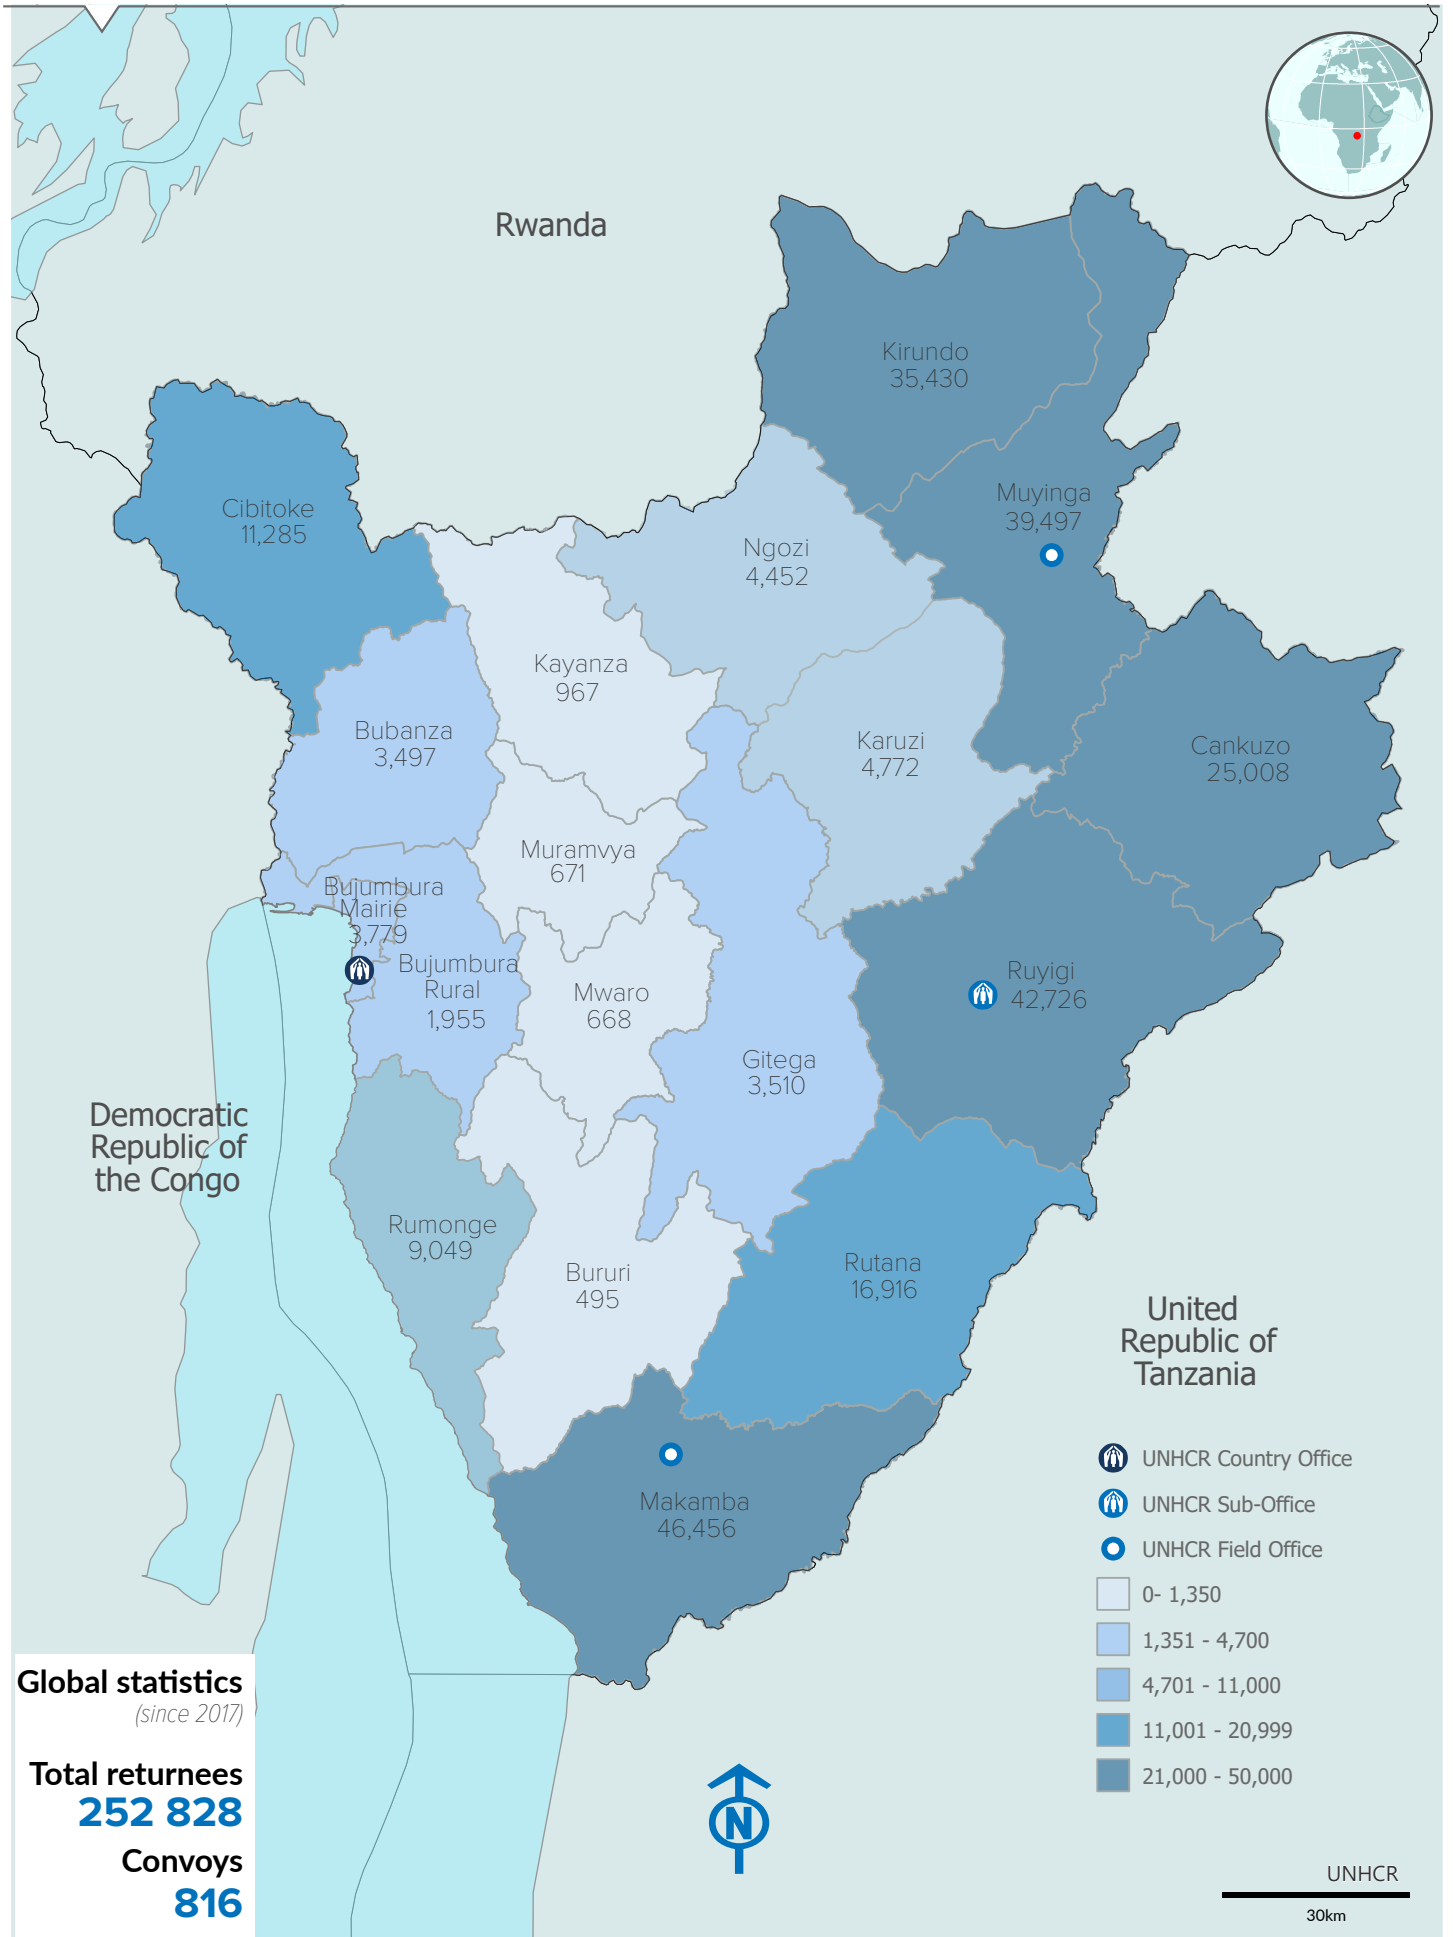 Rwanda
Kirundo
35,430
Muyinga
39,497
Cibitoke
11,285
Ngozi
4,452
Kayanza
967
Bubanza
3,497
Karuzi
4,772
Cankuzo
25,008
Muramvya
671
Bujumbura
Mairie
3,779
Bujumbura
Rural
1,955
Mwaro
668
Ruyigi
42,726
Gitega
3,510
Democratic
Republic of
the Congo
Rumonge
9,049
Bururi
495
Rutana
16,916
United
Republic of
Tanzania
Makamba
46,456
UNHCR Country Office
UNHCR Sub-Office
UNHCR Field Office
0- 1,350
1,351 - 4,700
4,701 - 11,000
11,001 - 20,999
21,000 - 50,000
Global statistics
(since 2017)
Total returnees
252 828
Convoys
816
N
UNHCR
30km